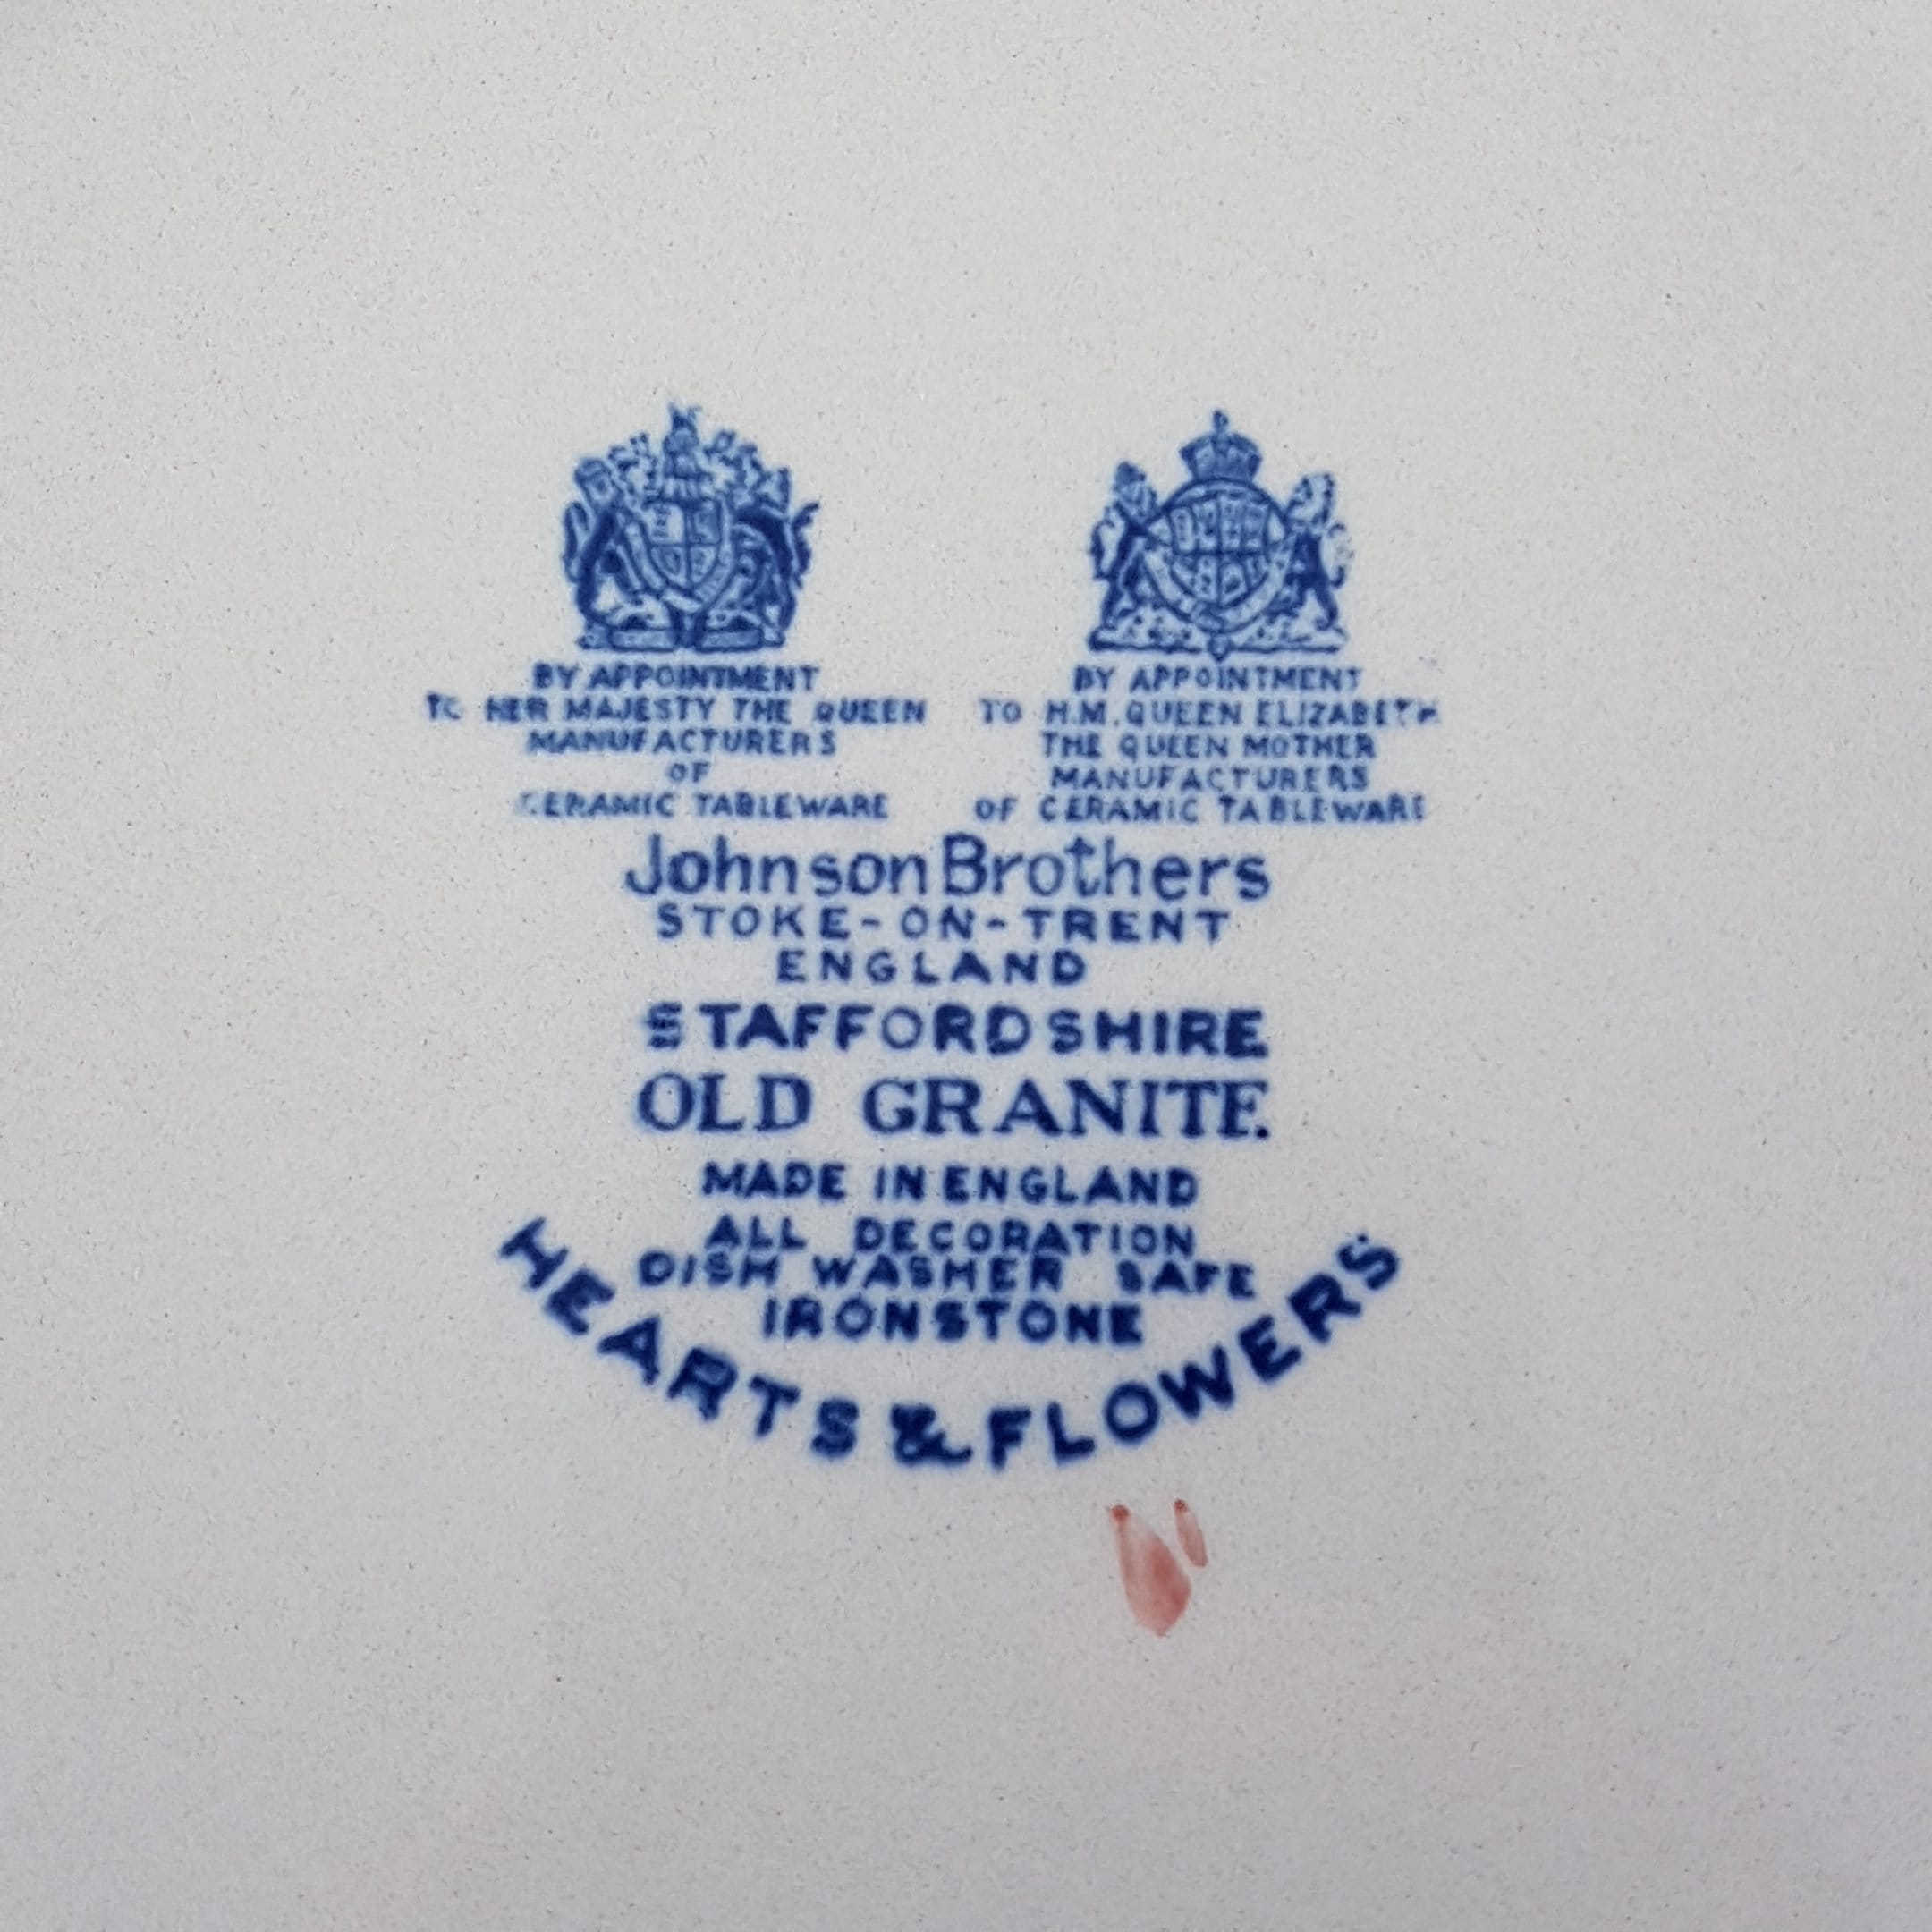 BY APPOINTMENT
TO HER MAJESTY THE QUEEN
MANUFACTURERS
OF
CERAMIC TABLEWARE
BY APPOINTMENT
TO H.M. QUEEN ELIZABETH
THE QUEEN MOTHER
MANUFACTURERS
OF CERAMIC TABLEWARE
Johnson Brothers
STOKE-ON-TRENT
ENGLAND
STAFFORDSHIRE
OLD GRANITE.
MADE IN ENGLAND
ALL DECORATION
DISH WASHER SAFE
IRONSTONE
HEARTS & FLOWERS